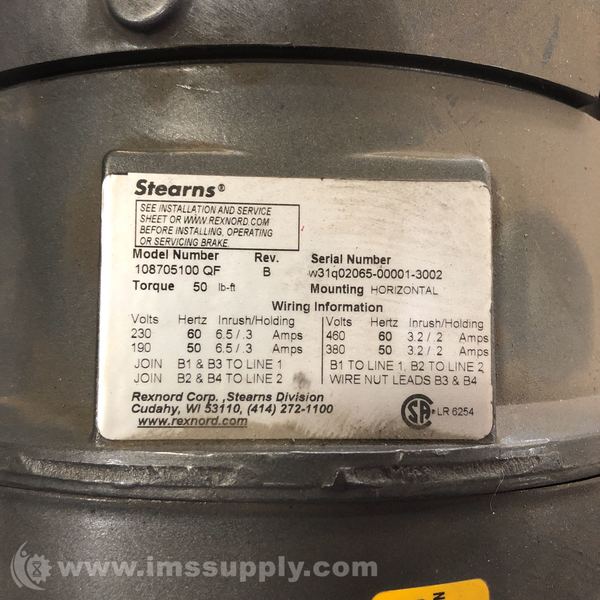 Stearns®
SEE INSTALLATION AND SERVICE
SHEET OR WWW.REXNORD.COM
BEFORE INSTALLING, OPERATING
OR SERVICING BRAKE.
Model Number Rev. Serial Number
108705100 QF B w31q02065-00001-3002
Torque 50 lb-ft Mounting HORIZONTAL
Wiring Information
Volts Hertz Inrush/Holding Volts Hertz Inrush/Holding
230 60 6.5 / .3 Amps 460 60 3.2 / .2 Amps
190 50 6.5 / .3 Amps 380 50 3.2 / .2 Amps
JOIN B1 & B3 TO LINE 1 B1 TO LINE 1, B2 TO LINE 2
JOIN B2 & B4 TO LINE 2 WIRE NUT LEADS B3 & B4
Rexnord Corp. ,Stearns Division
Cudahy, WI 53110, (414) 272-1100
www.rexnord.com
SA® LR 6254
www.imssupply.com